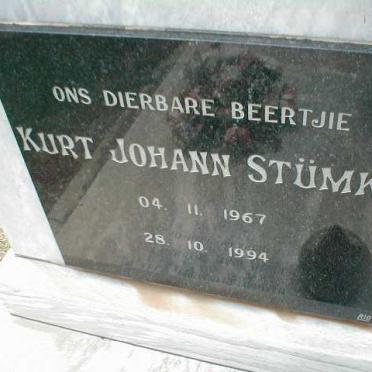 ONS DIERBARE BEERTJIE
KURT JOHANN STÜMK
04. 11. 1967
28. 10. 1994